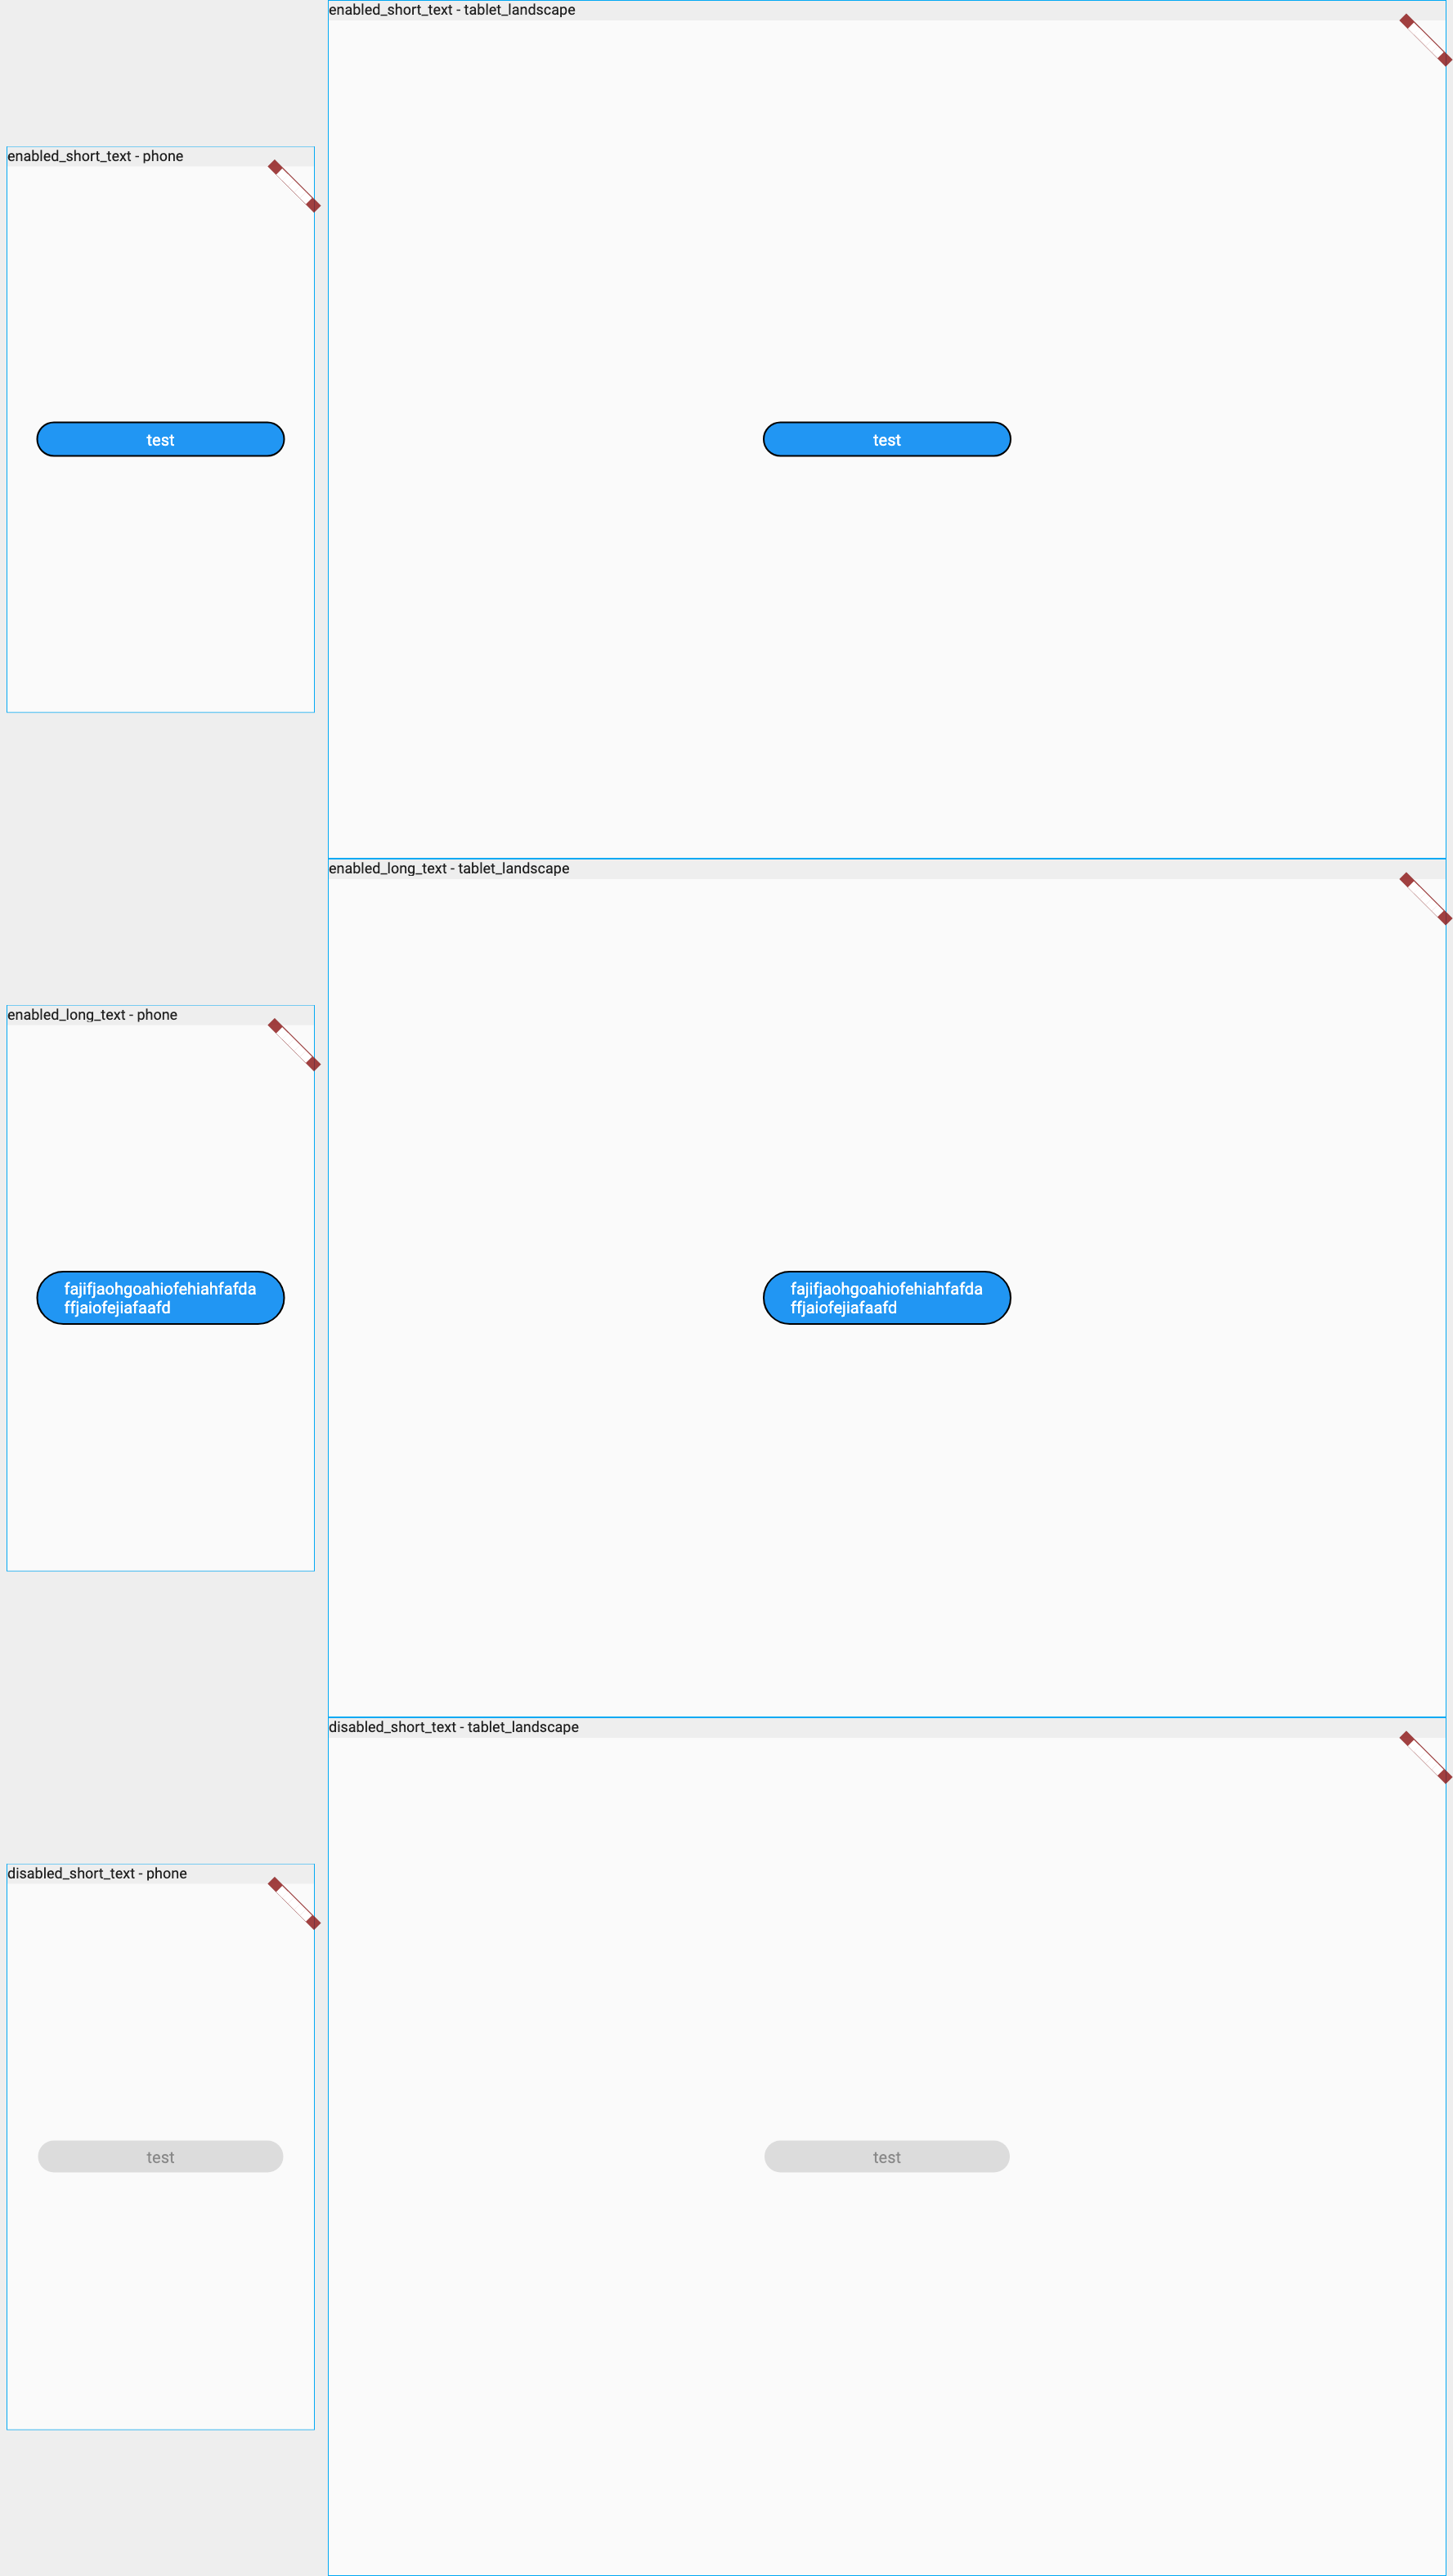 enabled_short_text - tablet_landscape
enabled_short_text - phone
test
test
enabled_long_text - tablet_landscape
enabled_long_text - phone
fajifjaohgoahiofehiahfafda
ffjaiofejiafaafd
fajifjaohgoahiofehiahfafda
ffjaiofejiafaafd
disabled_short_text - tablet_landscape
disabled_short_text - phone
test
test